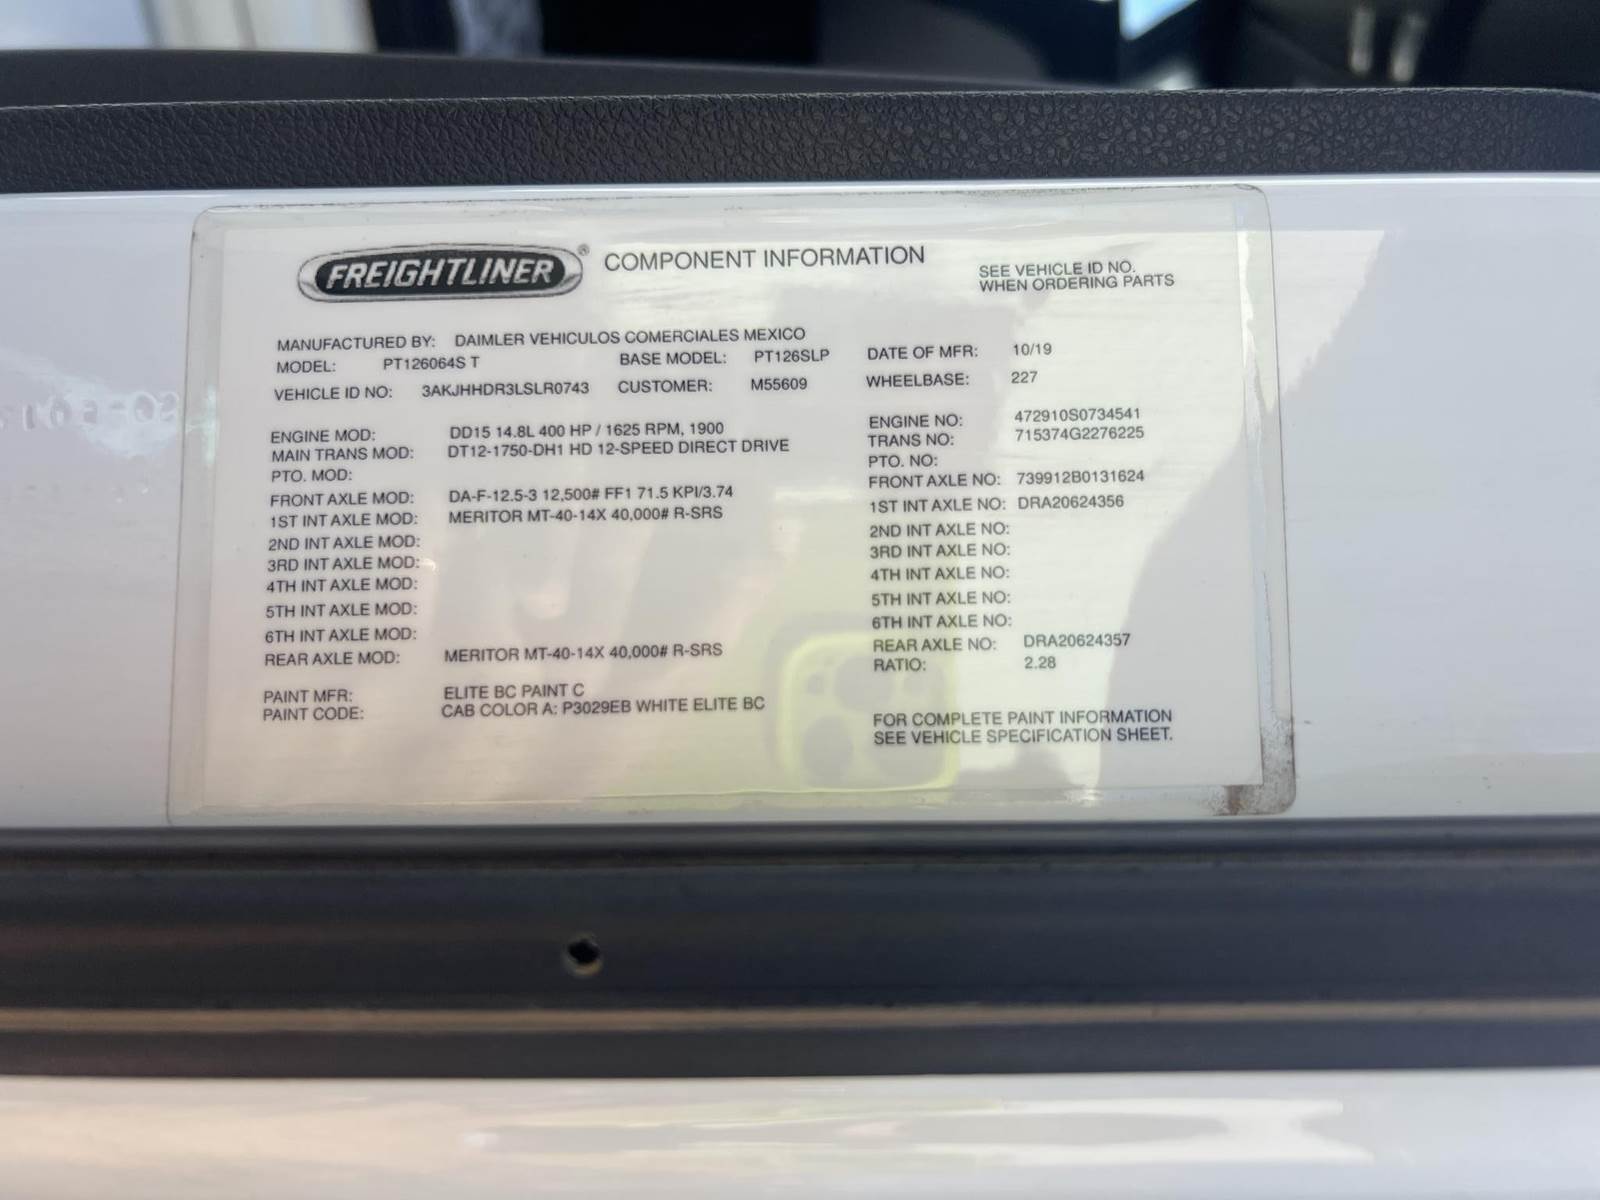 FREIGHTLINER® COMPONENT INFORMATION
SEE VEHICLE ID NO.
WHEN ORDERING PARTS
MANUFACTURED BY: DAIMLER VEHICULOS COMERCIALES MEXICO
MODEL: PT126064S T BASE MODEL: PT126SLP DATE OF MFR: 10/19
VEHICLE ID NO: 3AKJHHDR3LSLR0743 CUSTOMER: M55609 WHEELBASE: 227
ENGINE MOD: DD15 14.8L 400 HP / 1625 RPM, 1900 ENGINE NO: 472910S0734541
MAIN TRANS MOD: DT12-1750-DH1 HD 12-SPEED DIRECT DRIVE TRANS NO: 715374G2276225
PTO. MOD: PTO. NO:
FRONT AXLE MOD: DA-F-12.5-3 12,500# FF1 71.5 KPI/3.74 FRONT AXLE NO: 739912B0131624
1ST INT AXLE MOD: MERITOR MT-40-14X 40,000# R-SRS 1ST INT AXLE NO: DRA20624356
2ND INT AXLE MOD: 2ND INT AXLE NO:
3RD INT AXLE MOD: 3RD INT AXLE NO:
4TH INT AXLE MOD: 4TH INT AXLE NO:
5TH INT AXLE MOD: 5TH INT AXLE NO:
6TH INT AXLE MOD: 6TH INT AXLE NO:
REAR AXLE MOD: MERITOR MT-40-14X 40,000# R-SRS REAR AXLE NO: DRA20624357
RATIO: 2.28
PAINT MFR: ELITE BC PAINT C
PAINT CODE: CAB COLOR A: P3029EB WHITE ELITE BC
FOR COMPLETE PAINT INFORMATION
SEE VEHICLE SPECIFICATION SHEET.